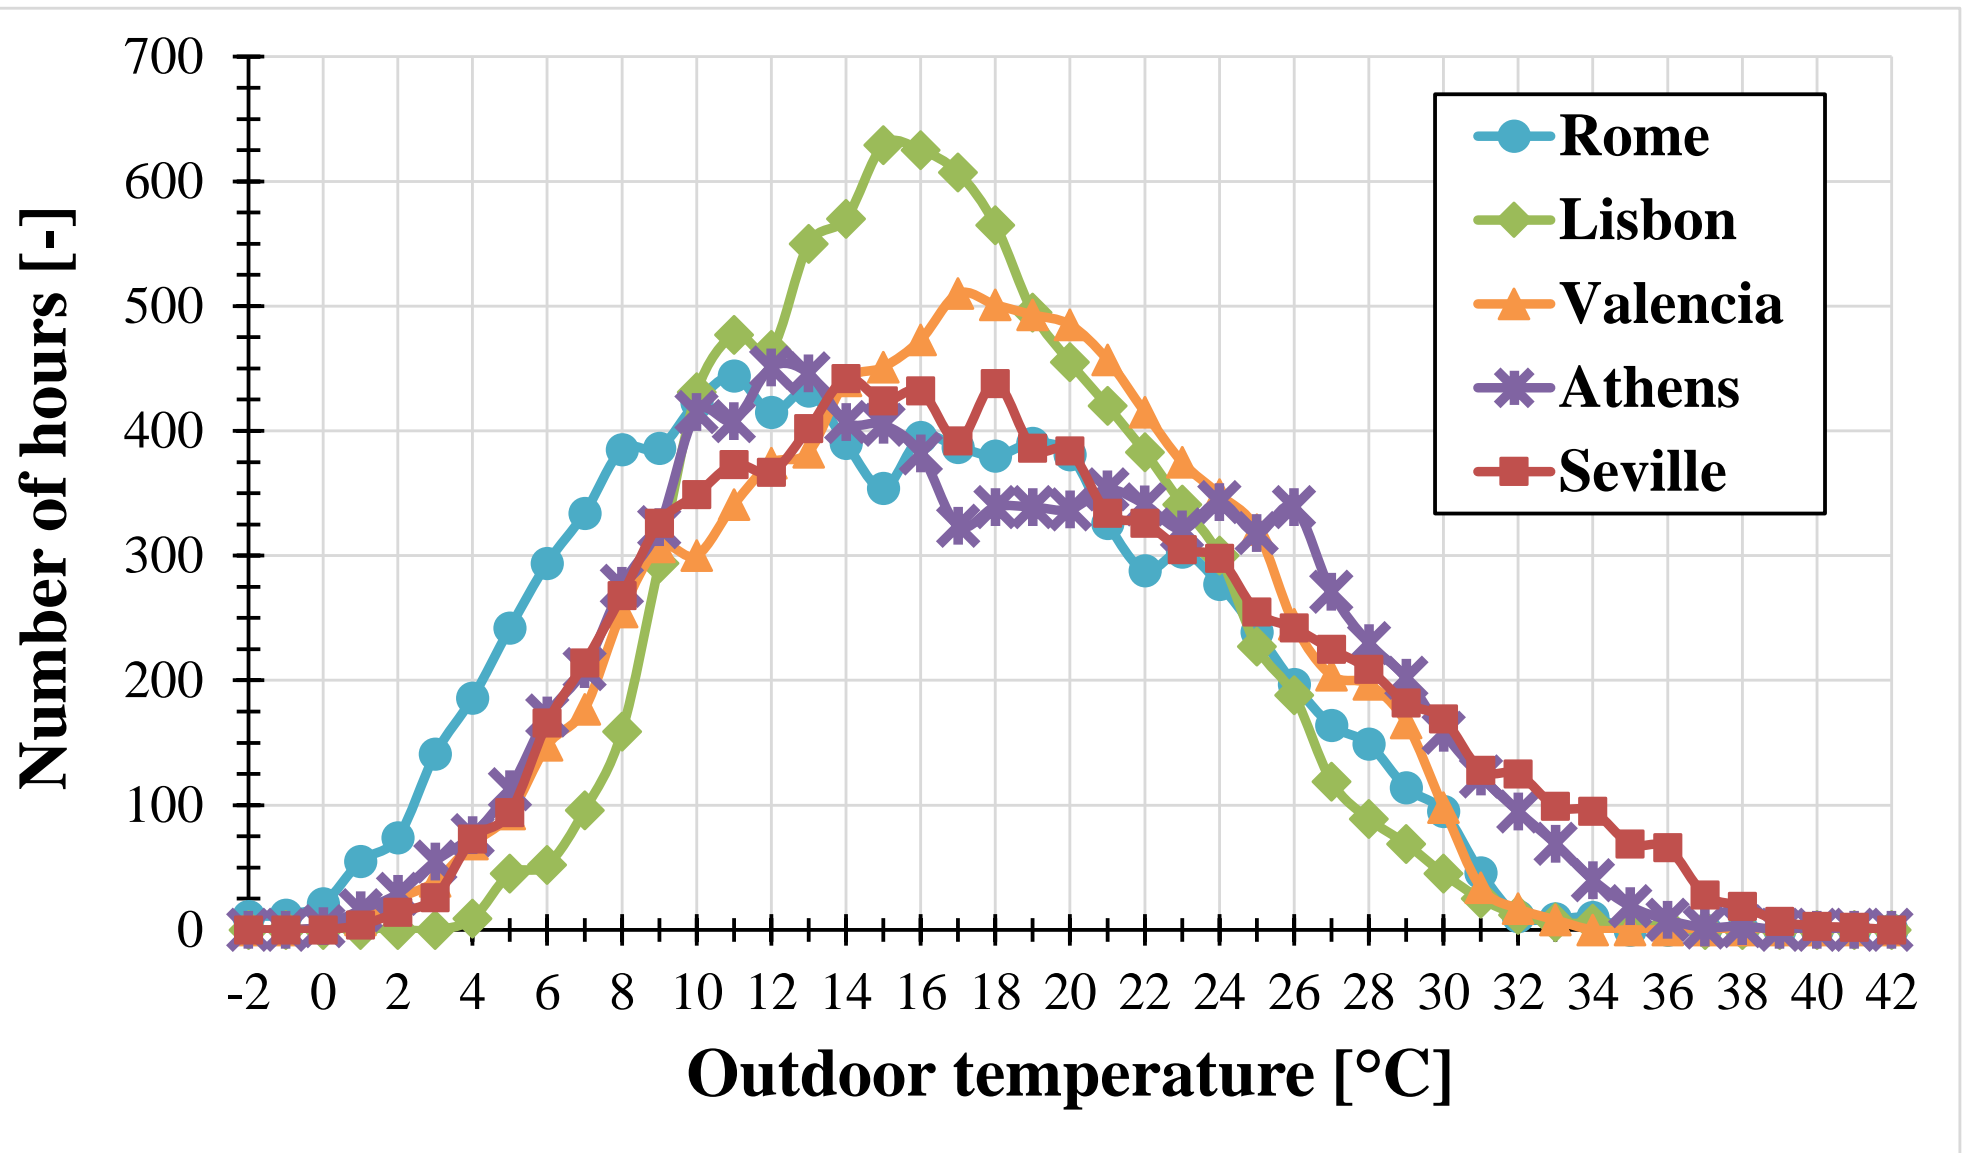 700
600
500
400
300
200
100
0
Number of hours [-]
Rome
Lisbon
Valencia
Athens
Seville
-2 0 2 4 6 8 10 12 14 16 18 20 22 24 26 28 30 32 34 36 38 40 42
Outdoor temperature [°C]